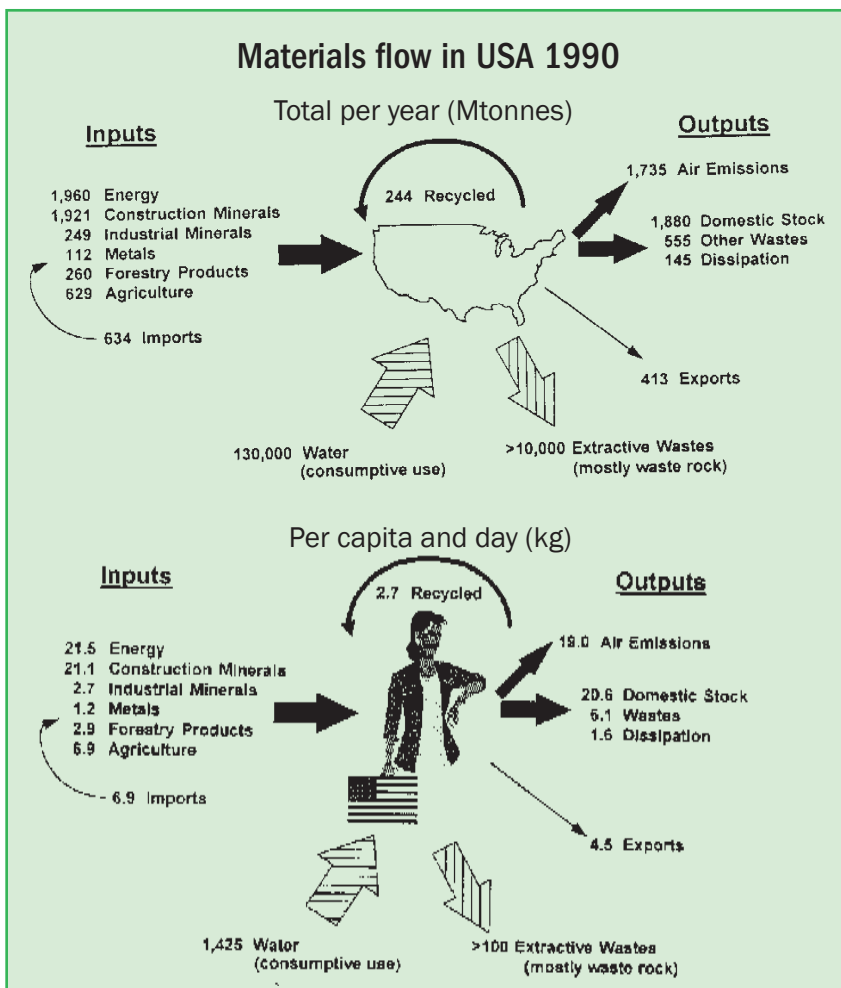 Materials flow in USA 1990
Total per year (Mtonnes)
Inputs
1,960 Energy
1,921 Construction Minerals
249 Industrial Minerals
112 Metals
260 Forestry Products
629 Agriculture
634 Imports
244 Recycled
Outputs
1,735 Air Emissions
1,880 Domestic Stock
555 Other Wastes
145 Dissipation
413 Exports
130,000 Water
(consumptive use)
>10,000 Extractive Wastes
(mostly waste rock)
Per capita and day (kg)
Inputs
21.5 Energy
21.1 Construction Minerals
2.7 Industrial Minerals
1.2 Metals
2.9 Forestry Products
6.9 Agriculture
6.9 Imports
2.7 Recycled
Outputs
19.0 Air Emissions
20.6 Domestic Stock
6.1 Wastes
1.6 Dissipation
4.5 Exports
1,425 Water
(consumptive use)
>100 Extractive Wastes
(mostly waste rock)